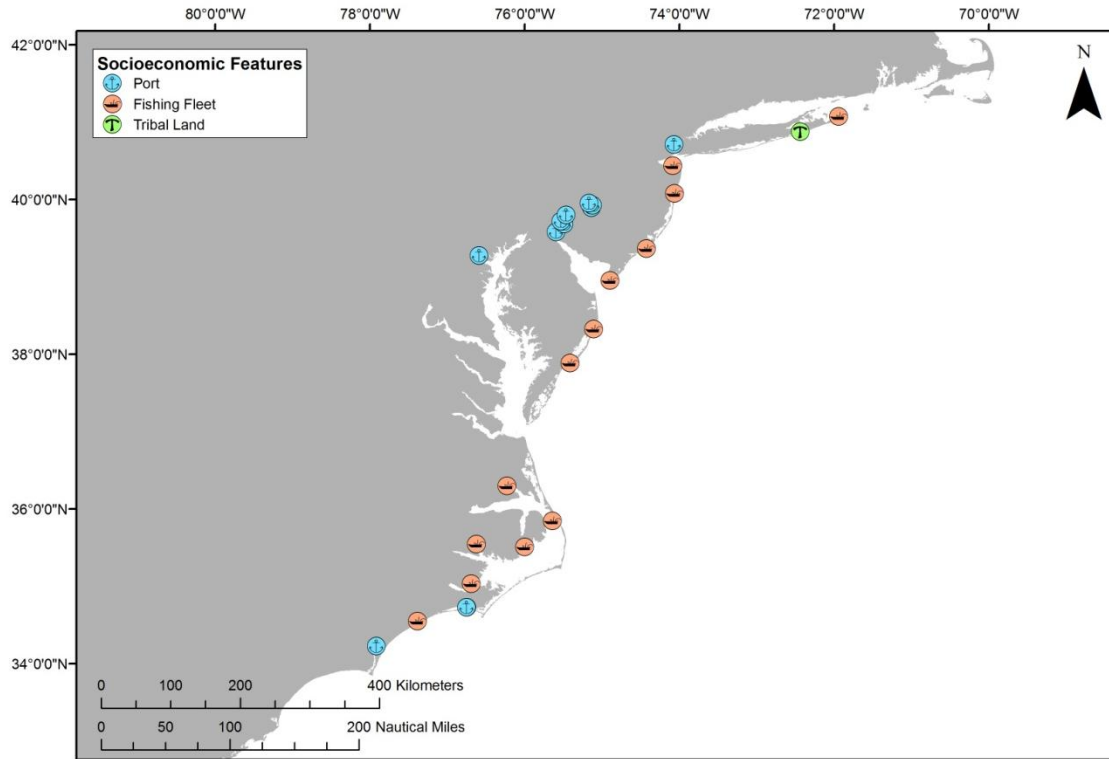 80°0'0"W 78°0'0"W 76°0'0"W 74°0'0"W 72°0'0"W 70°0'0"W
42°0'0"N
Socioeconomic Features
Port
Fishing Fleet
Tribal Land
N
40°0'0"N
38°0'0"N
36°0'0"N
34°0'0"N
0 100 200 400 Kilometers
0 50 100 200 Nautical Miles